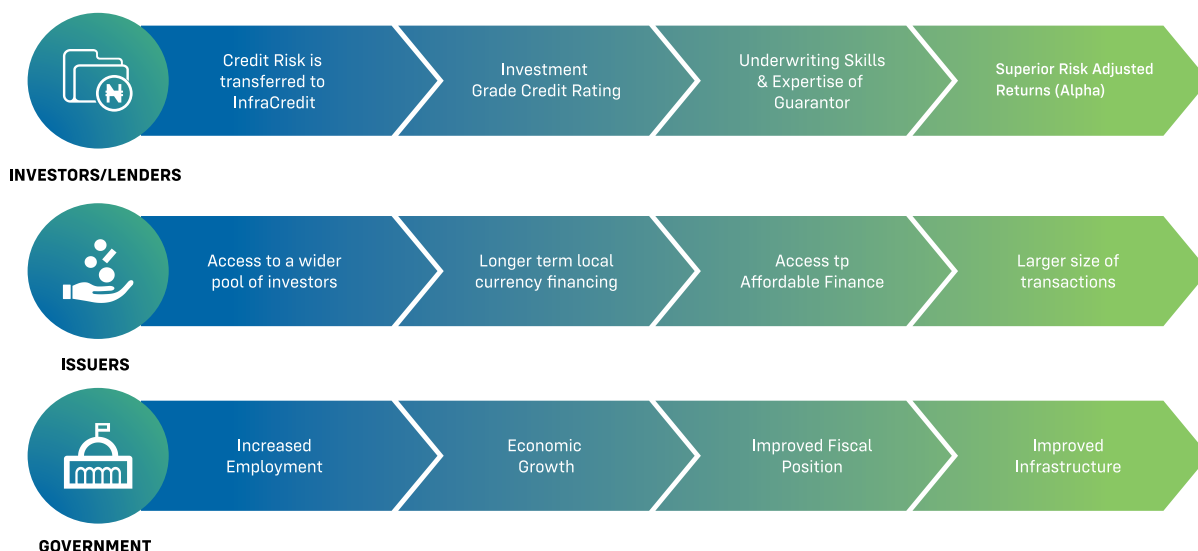 Credit Risk is
transferred to
InfraCredit
Investment
Grade Credit Rating
Underwriting Skills
& Expertise of
Guarantor
Superior Risk Adjusted
Returns (Alpha)
₦
INVESTORS/LENDERS
Access to a wider
pool of investors
Longer term local
currency financing
Access tp
Affordable Finance
Larger size of
transactions
ISSUERS
Increased
Employment
Economic
Growth
Improved Fiscal
Position
Improved
Infrastructure
GOVERNMENT